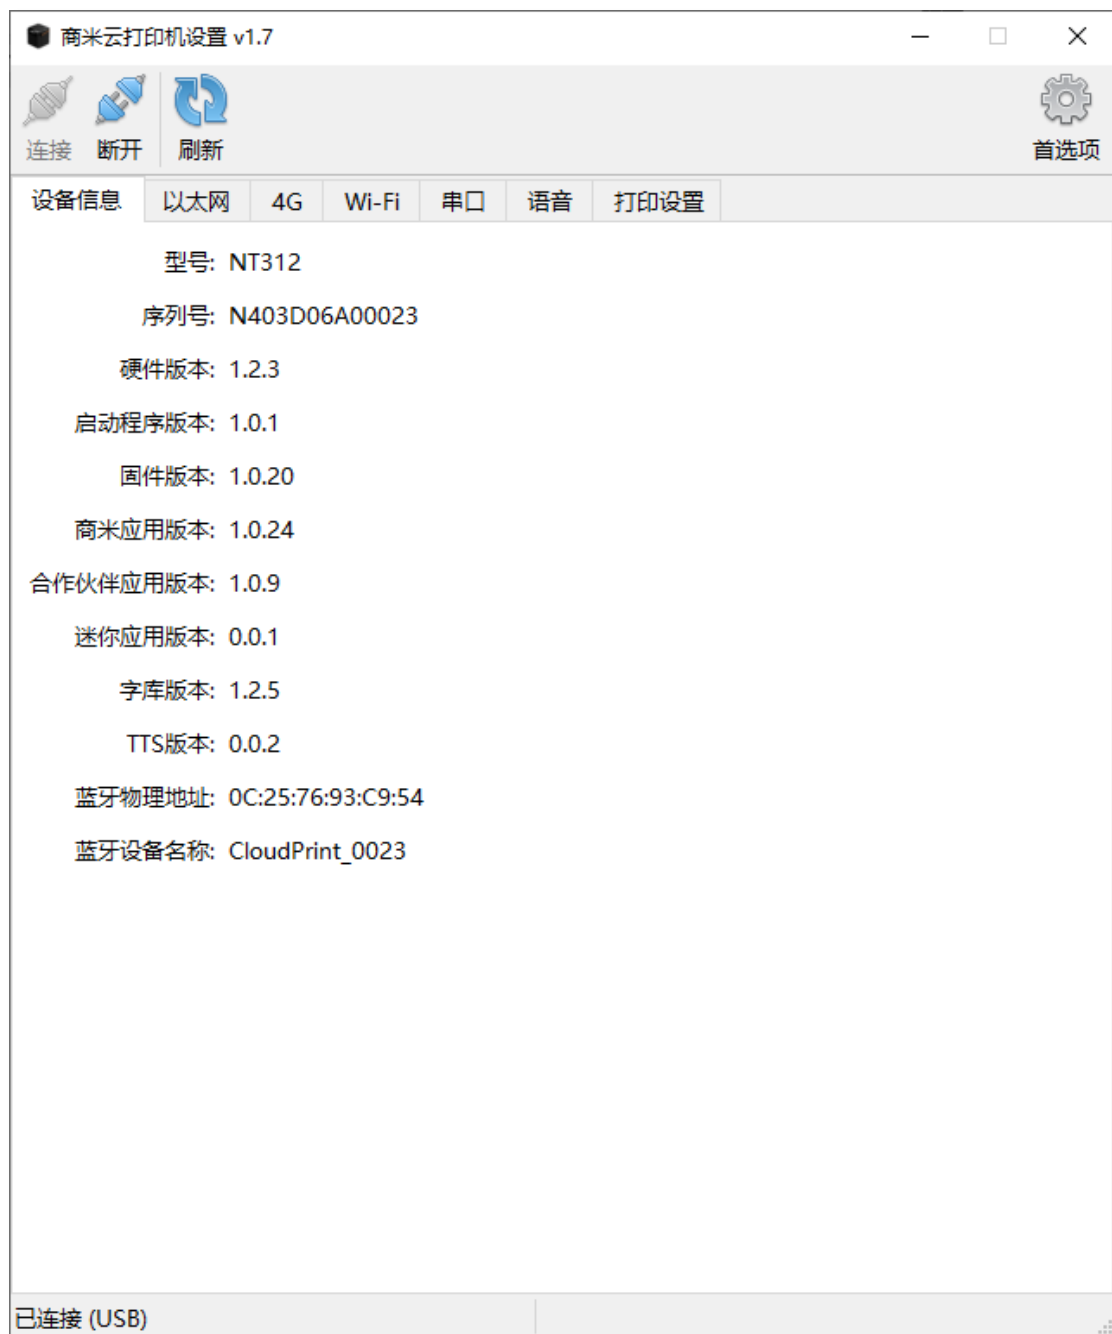 商米云打印机设置 v1.7
连接 断开 刷新 首选项
设备信息 以太网 4G Wi-Fi 串口 语音 打印设置
型号: NT312
序列号: N403D06A00023
硬件版本: 1.2.3
启动程序版本: 1.0.1
固件版本: 1.0.20
商米应用版本: 1.0.24
合作伙伴应用版本: 1.0.9
迷你应用版本: 0.0.1
字库版本: 1.2.5
TTS版本: 0.0.2
蓝牙物理地址: 0C:25:76:93:C9:54
蓝牙设备名称: CloudPrint_0023
已连接 (USB)